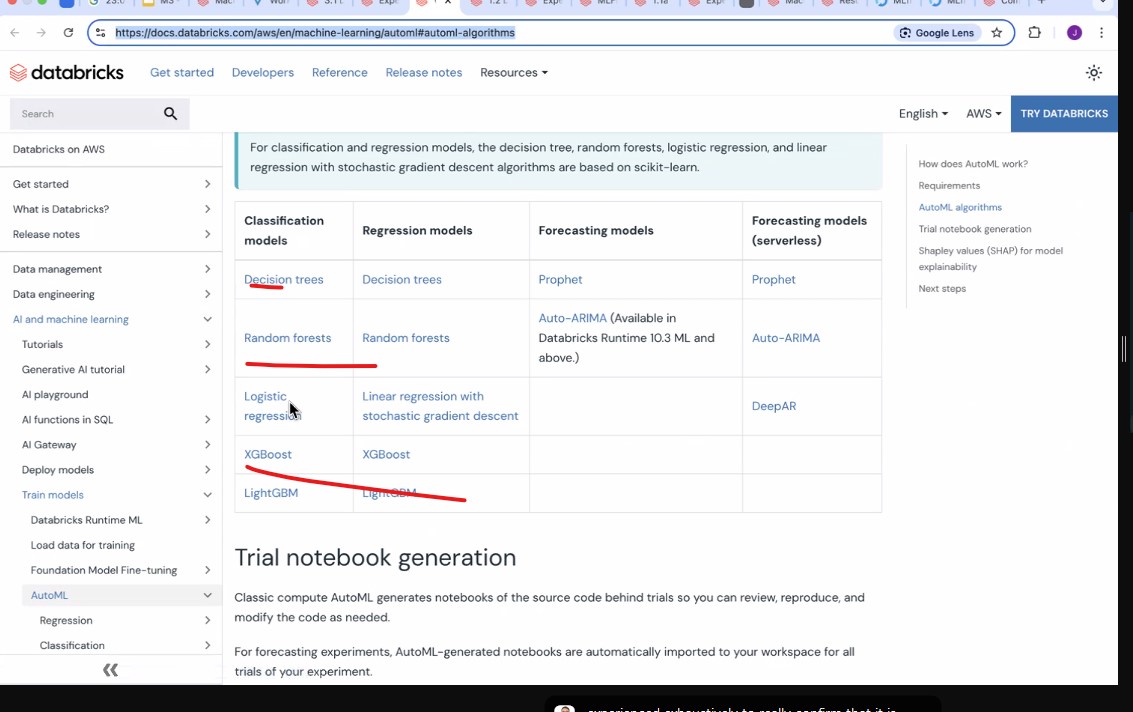 https://docs.databricks.com/aws/en/machine-learning/automl#automl-algorithms
Google Lens
J
databricks
Get started
Developers
Reference
Release notes
Resources
Search
English
AWS
TRY DATABRICKS
Databricks on AWS
Get started
What is Databricks?
Release notes
Data management
Data engineering
AI and machine learning
Tutorials
Generative AI tutorial
AI playground
AI functions in SQL
AI Gateway
Deploy models
Train models
Databricks Runtime ML
Load data for training
Foundation Model Fine-tuning
AutoML
Regression
Classification
For classification and regression models, the decision tree, random forests, logistic regression, and linear
regression with stochastic gradient descent algorithms are based on scikit-learn.
Classification
models
Regression models
Forecasting models
Forecasting models
(serverless)
Decision trees
Decision trees
Prophet
Prophet
Random forests
Random forests
Auto-ARIMA (Available in
Databricks Runtime 10.3 ML and
above.)
Auto-ARIMA
Logistic
regression
Linear regression with
stochastic gradient descent
DeepAR
XGBoost
XGBoost
LightGBM
LightGBM
Trial notebook generation
Classic compute AutoML generates notebooks of the source code behind trials so you can review, reproduce, and
modify the code as needed.
For forecasting experiments, AutoML-generated notebooks are automatically imported to your workspace for all
trials of your experiment.
How does AutoML work?
Requirements
AutoML algorithms
Trial notebook generation
Shapley values (SHAP) for model
explainability
Next steps